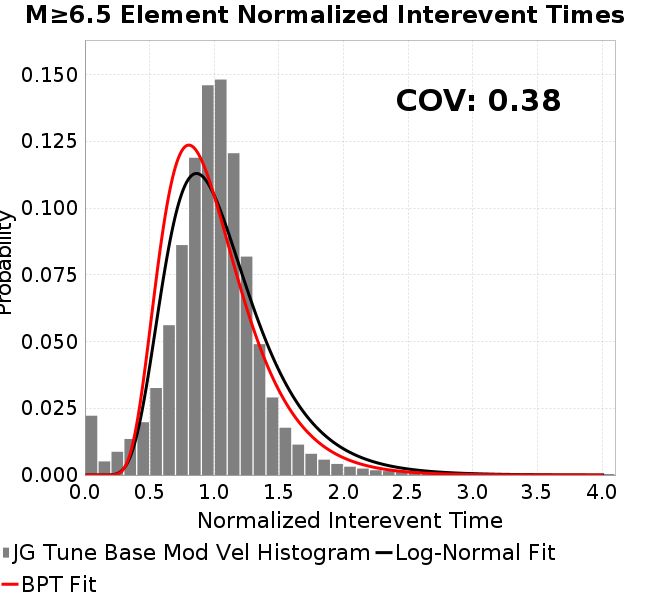 M≥6.5 Element Normalized Interevent Times
COV: 0.38
Probability
0.150
0.125
0.100
0.075
0.050
0.025
0.000
0.0 0.5 1.0 1.5 2.0 2.5 3.0 3.5 4.0
Normalized Interevent Time
JG Tune Base Mod Vel Histogram Log-Normal Fit
BPT Fit